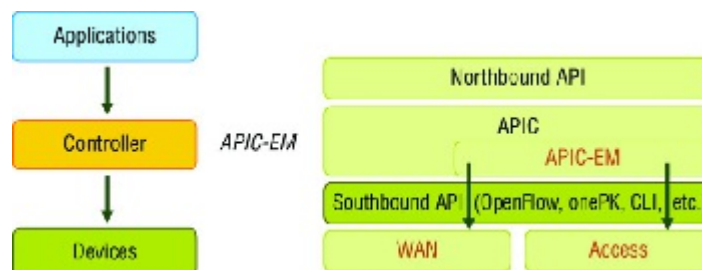 Applications
Controller
Devices
APIC-EM
Northbound API
APIC
APIC-EM
Southbound API (OpenFlow, onePK, CLI, etc.
WAN
Access